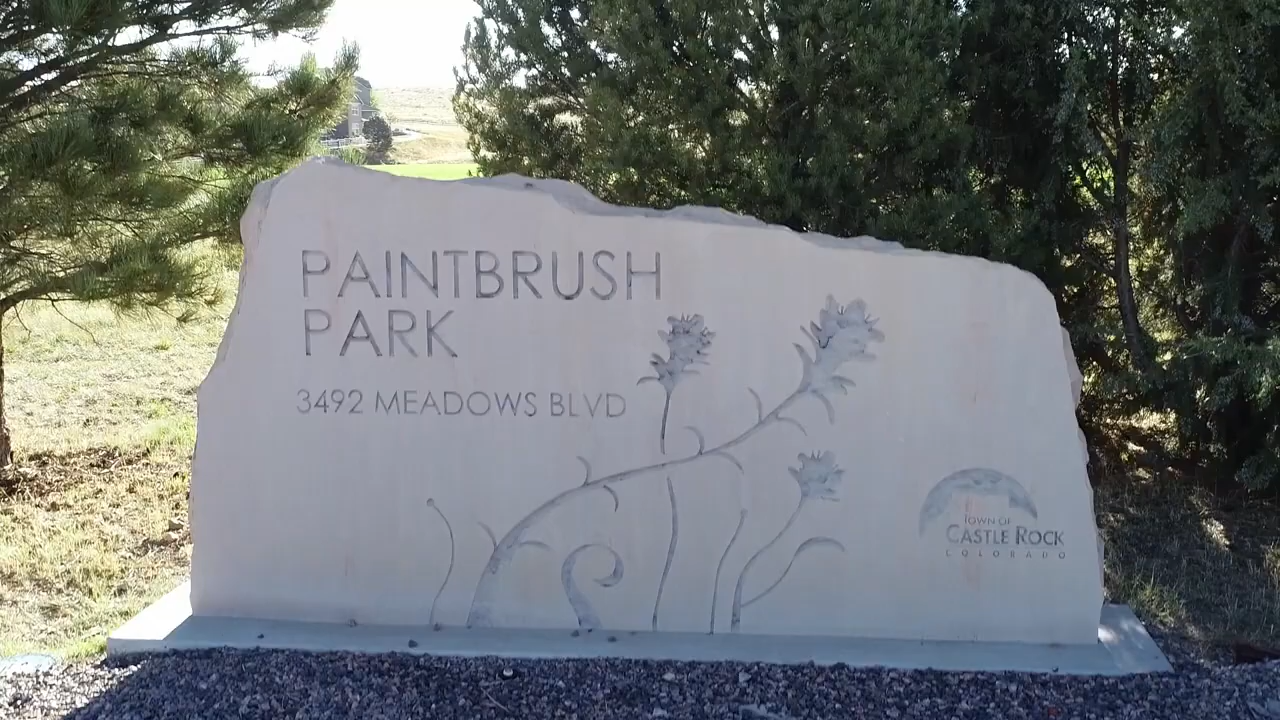 PAINTBRUSH
PARK
3492 MEADOWS BLVD
TOWN OF
CASTLE ROCK
COLORADO